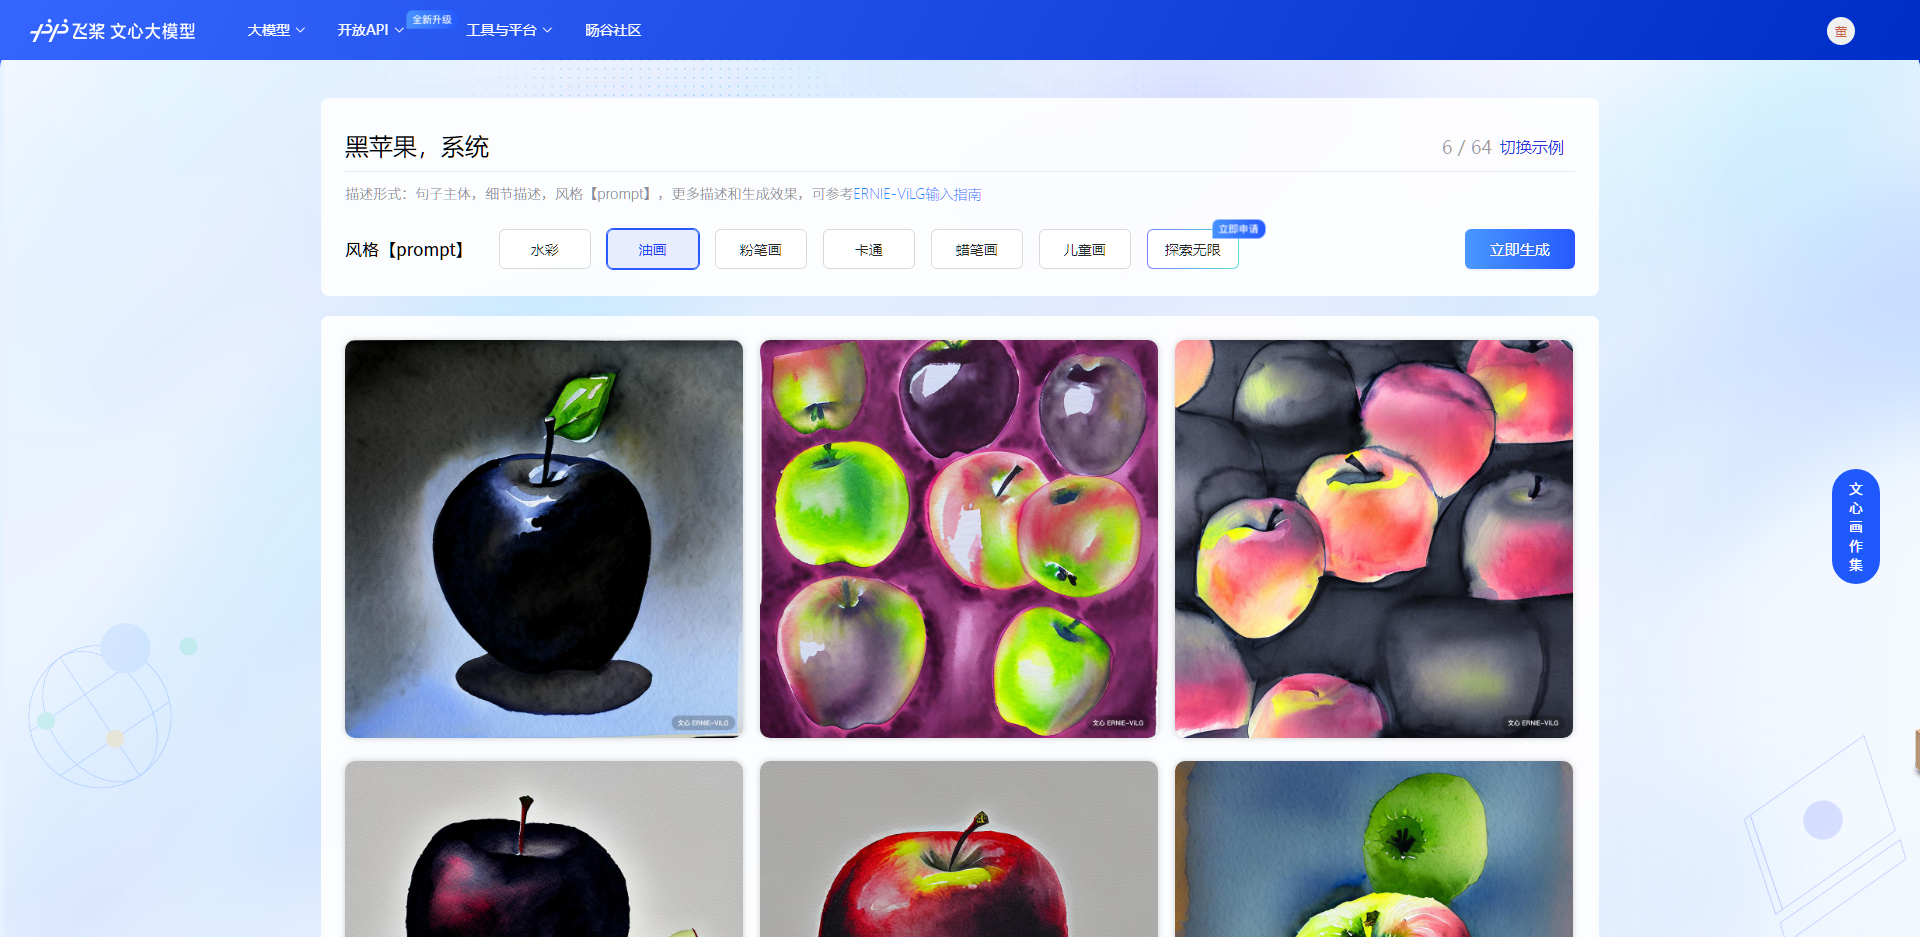 飞桨 文心大模型
大模型
开放API
全新升级
工具与平台
旸谷社区
萱
黑苹果，系统
6 / 64 切换示例
描述形式：句子主体，细节描述，风格【prompt】，更多描述和生成效果，可参考ERNIE-ViLG输入指南
风格【prompt】
水彩
油画
粉笔画
卡通
蜡笔画
儿童画
探索无限
立即申请
立即生成
文心 ERNIE-ViLG
文心 ERNIE-ViLG
文心 ERNIE-ViLG
文心画作集